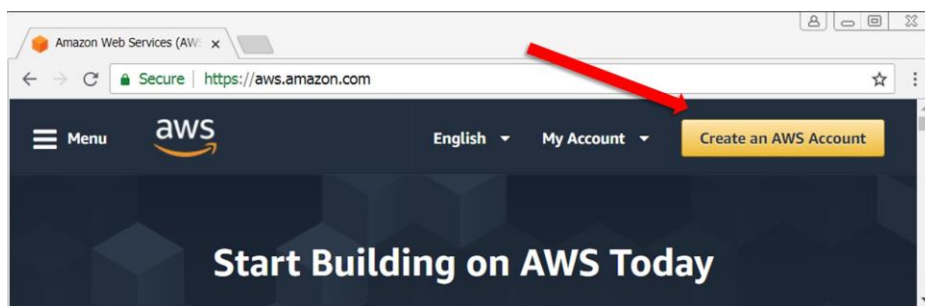 Amazon Web Services (AW
Secure | https://aws.amazon.com
Menu
aws
English
My Account
Create an AWS Account
Start Building on AWS Today